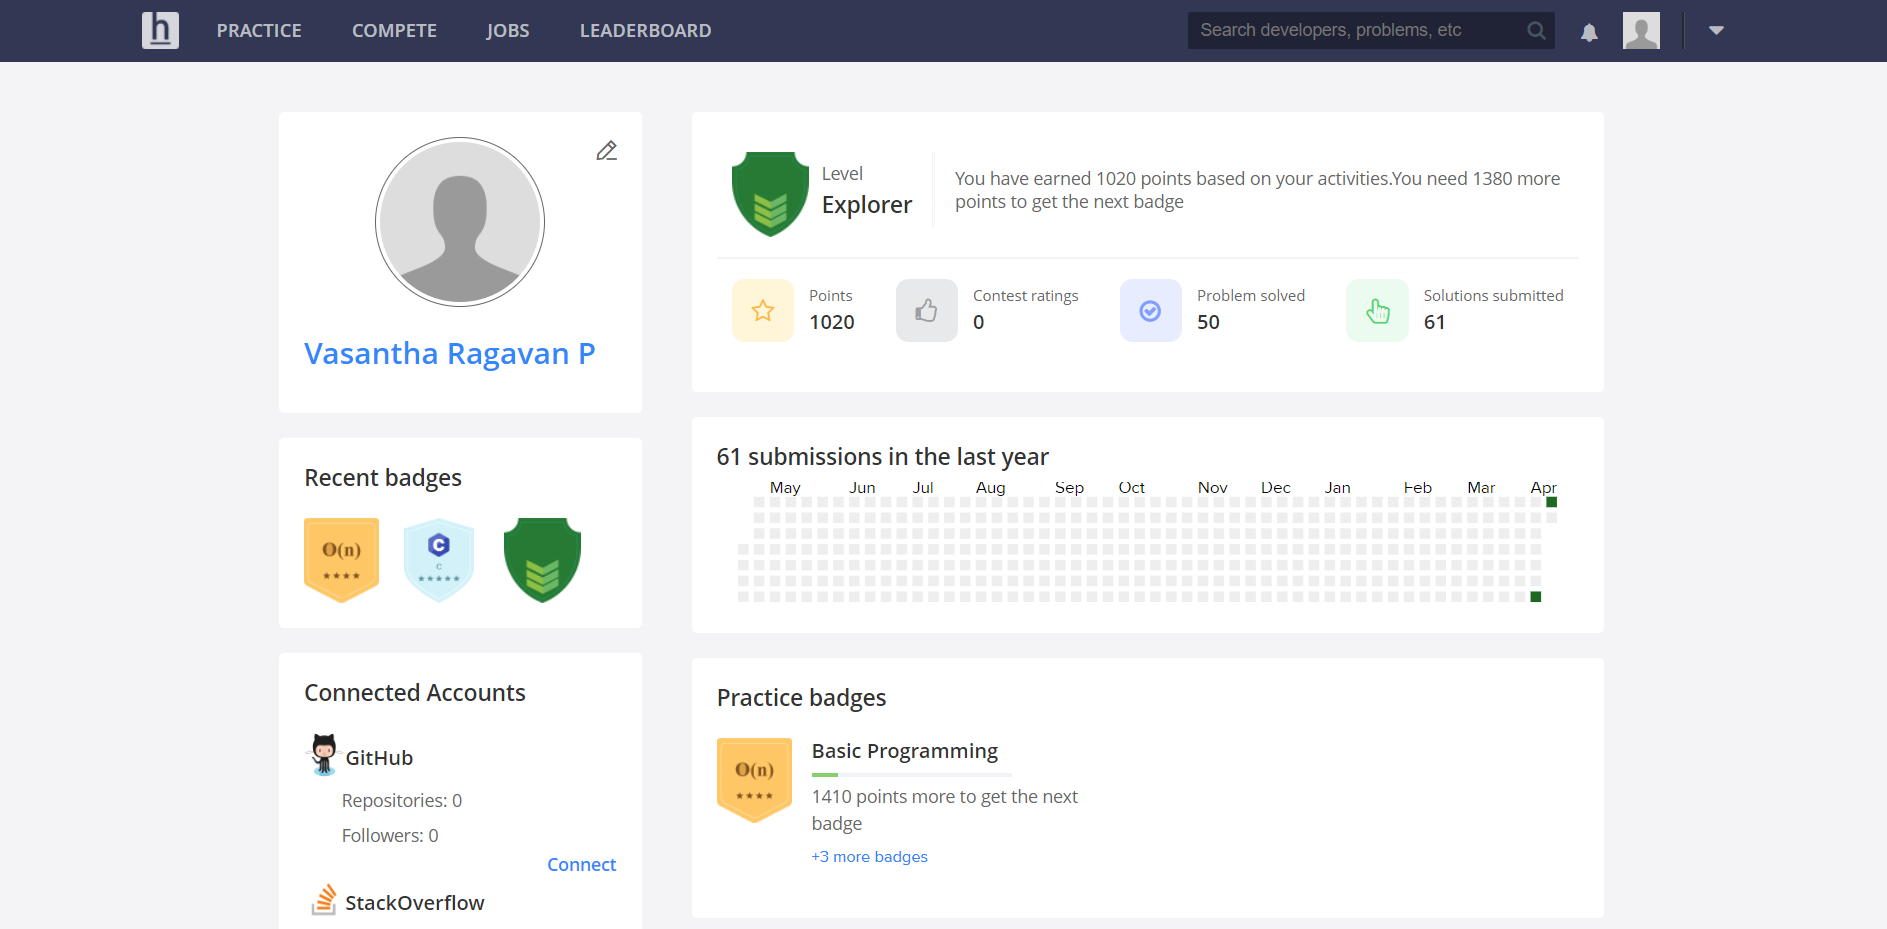 h PRACTICE COMPETE JOBS LEADERBOARD Search developers, problems, etc
Vasantha Ragavan P
Level
Explorer
You have earned 1020 points based on your activities.You need 1380 more
points to get the next badge
Points
1020
Contest ratings
0
Problem solved
50
Solutions submitted
61
Recent badges
O(n)
C
C
61 submissions in the last year
May Jun Jul Aug Sep Oct Nov Dec Jan Feb Mar Apr
Connected Accounts
GitHub
Repositories: 0
Followers: 0
Connect
StackOverflow
Practice badges
O(n)
Basic Programming
1410 points more to get the next
badge
+3 more badges